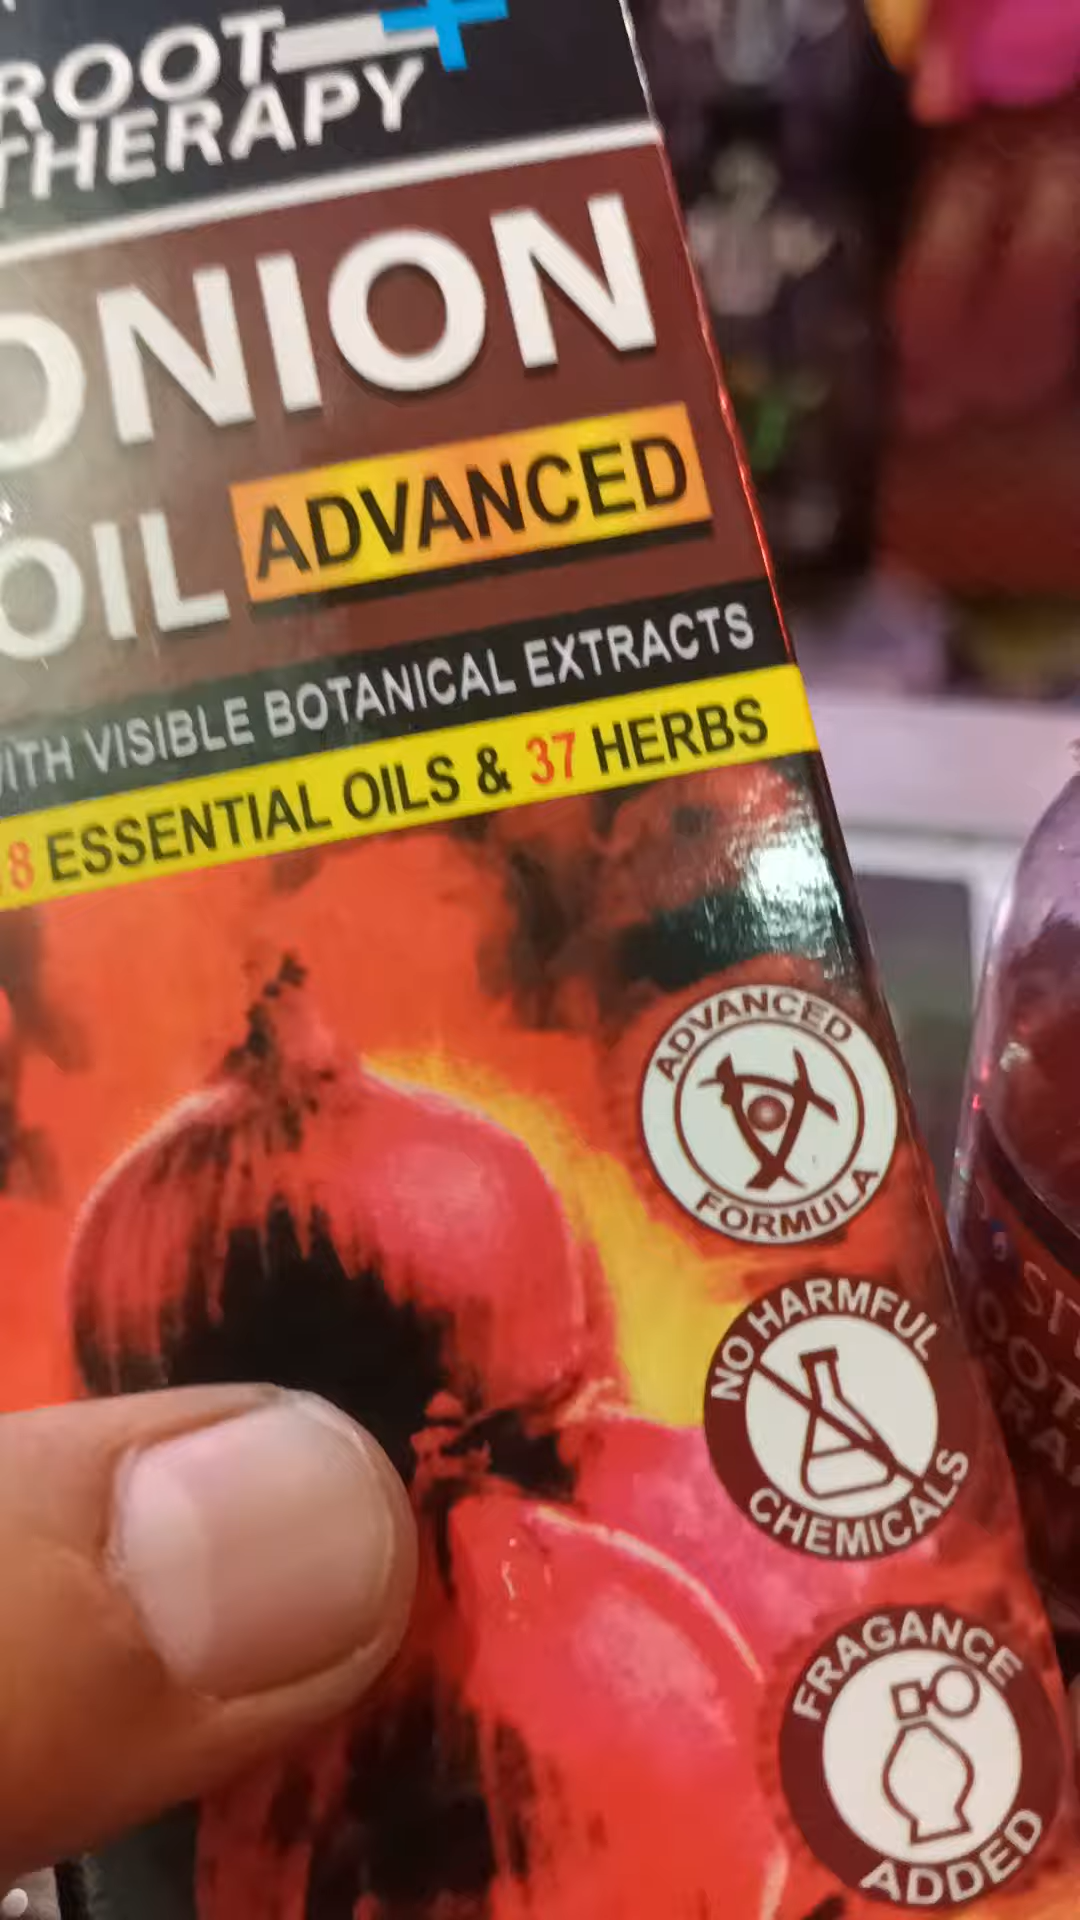 ROOT
THERAPY
ONION
OIL ADVANCED
WITH VISIBLE BOTANICAL EXTRACTS
8 ESSENTIAL OILS & 37 HERBS
ADVANCED
FORMULA
NO HARMFUL
CHEMICALS
FRAGANCE
ADDED